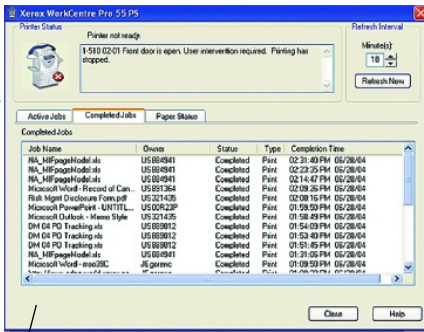 Xerox WorkCentre Pro 55 PS
Printer Status
Refresh Interval
Printer not ready.
Minute(s):
1-510 02-01 Front door is open. User intervention required. Printing has
stopped.
10
Refresh Now
Active Jobs Completed Jobs Paper Status
Completed Jobs
Job Name Owner Status Type Completion Time
NA_MIFpageModel.xls US884941 Completed Print 02:31:40 PM 06/28/04
NA_MIFpageModel.xls US884941 Completed Print 02:23:35 PM 06/28/04
NA_MIFpageModel.xls US884941 Completed Print 02:14:47 PM 06/28/04
Microsoft Word - Record of Can... US891364 Completed Print 02:09:26 PM 06/28/04
Risk Mgmt Disclosure Form.pdf US321435 Completed Print 02:08:16 PM 06/28/04
Microsoft PowerPoint - UNTITL... Completed Print 01:59:50 PM 06/28/04
Microsoft Outlook - Memo Style US321435 Completed Print 01:58:49 PM 06/28/04
DM 04 PO Tracking.xls US889012 Completed Print 01:54:09 PM 06/28/04
DM 04 PO Tracking.xls US889012 Completed Print 01:53:40 PM 06/28/04
DM 04 PO Tracking.xls US889012 Completed Print 01:51:45 PM 06/28/04
NA_MIFpageModel.xls US884941 Completed Print 01:31:06 PM 06/28/04
Microsoft Word - JEgorenc Completed Print 01:09:38 PM 06/28/04
Close Help